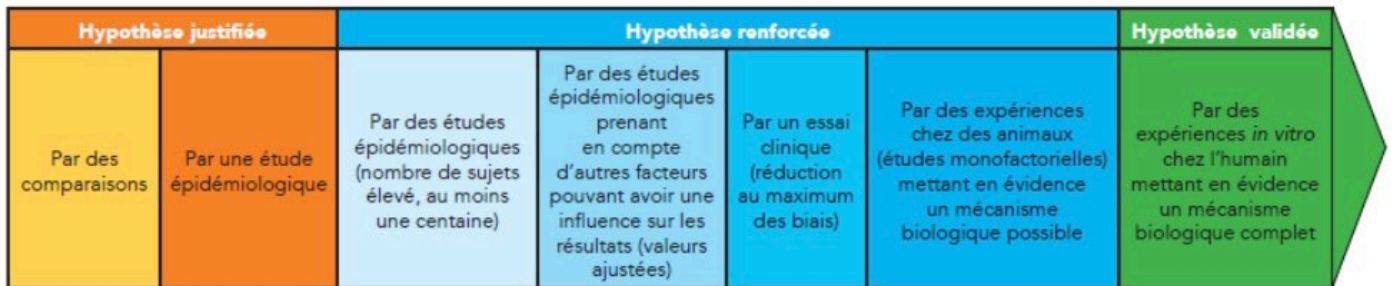 Hypothèse justifiée
Hypothèse renforcée
Hypothèse validée
Par des
comparaisons
Par une étude
épidémiologique
Par des études
épidémiologiques
(nombre de sujets
élevé, au moins
une centaine)
Par des études
épidémiologiques
prenant
en compte
d'autres facteurs
pouvant avoir une
influence sur les
résultats (valeurs
ajustées)
Par un essai
clinique
(réduction
au maximum
des biais)
Par des expériences
chez des animaux
(études monofactorielles)
mettant en évidence
un mécanisme
biologique possible
Par des
expériences in vitro
chez l'humain
mettant en évidence
un mécanisme
biologique complet